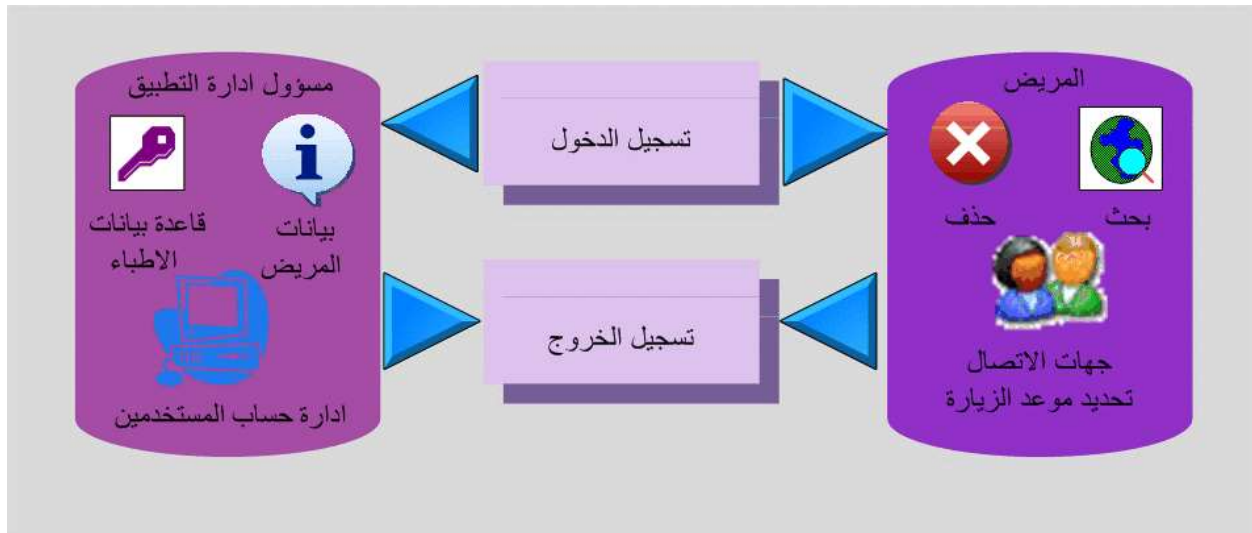 المريض
بحث
حذف
جهات الاتصال
تحديد موعد الزيارة
تسجيل الدخول
تسجيل الخروج
مسؤول ادارة التطبيق
بيانات
المريض
قاعدة بيانات
الاطباء
ادارة حساب المستخدمين